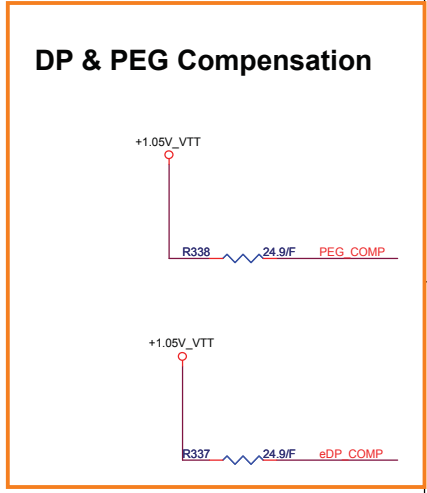 DP & PEG Compensation
+1.05V_VTT
R338 24.9/F PEG_COMP
+1.05V_VTT
R337 24.9/F eDP_COMP